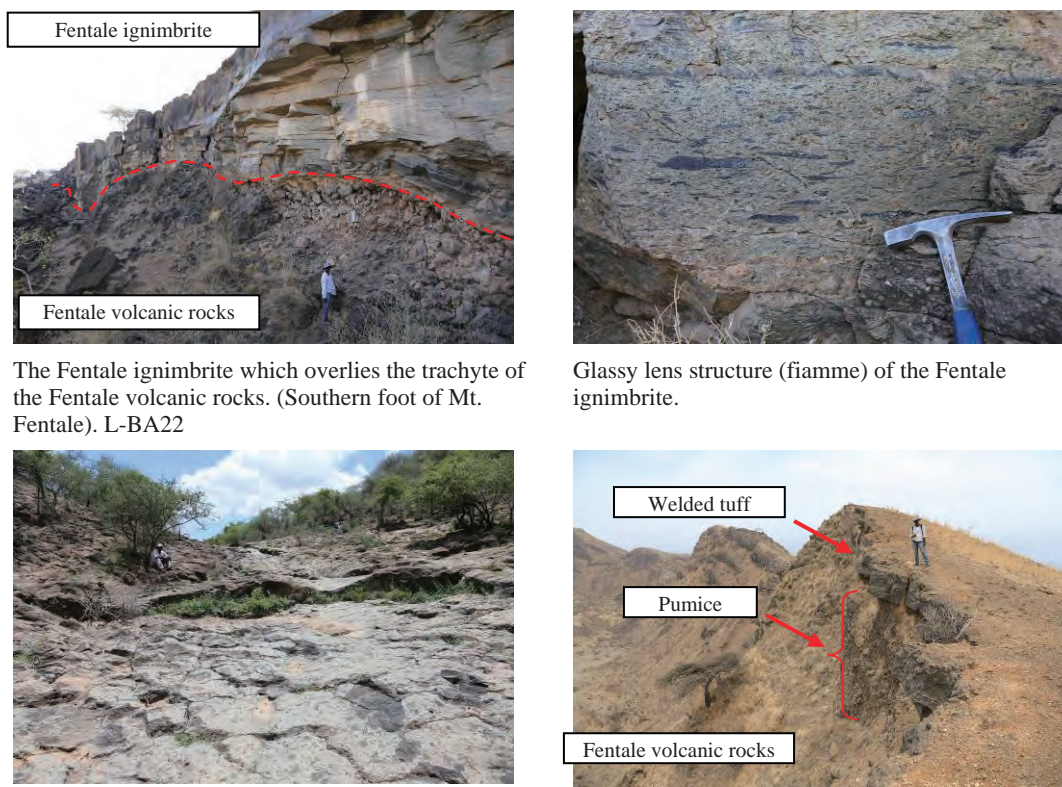 Fentale ignimbrite
Fentale volcanic rocks
The Fentale ignimbrite which overlies the trachyte of
the Fentale volcanic rocks. (Southern foot of Mt.
Fentale). L-BA22
Glassy lens structure (fiamme) of the Fentale
ignimbrite.
Welded tuff
Pumice
Fentale volcanic rocks